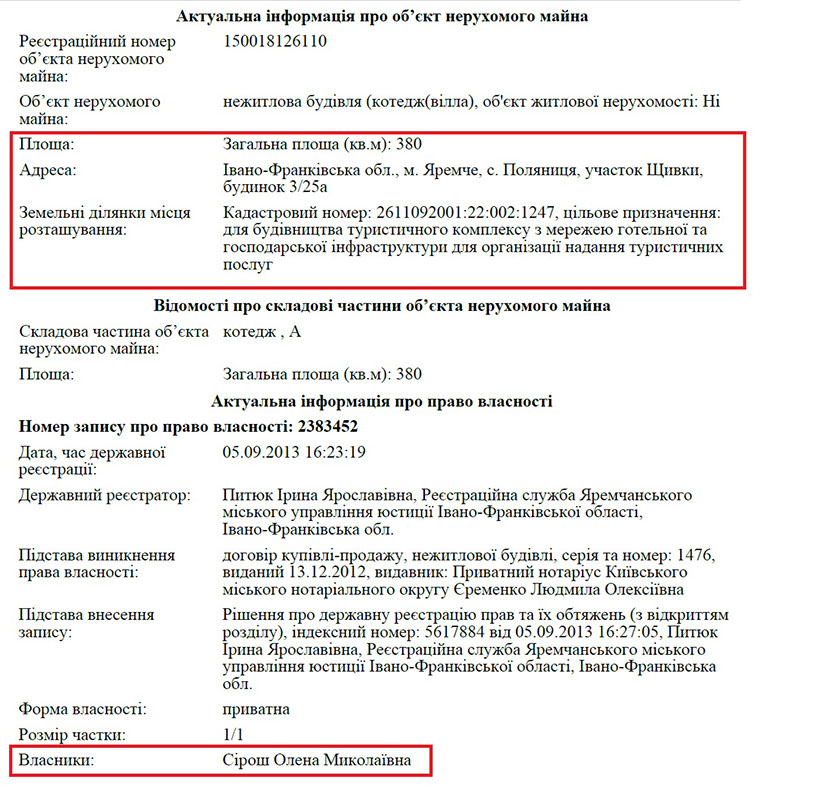 Актуальна інформація про об’єкт нерухомого майна
Реєстраційний номер 150018126110
об’єкта нерухомого
майна:
Об’єкт нерухомого нежитлова будівля (котедж(вілла), об'єкт житлової нерухомості: Ні
майна:
Площа: Загальна площа (кв.м): 380
Адреса: Івано-Франківська обл., м. Яремче, с. Поляниця, участок Щивки,
будинок 3/25а
Земельні ділянки місця Кадастровий номер: 2611092001:22:002:1247, цільове призначення:
розташування: для будівництва туристичного комплексу з мережею готельної та
господарської інфраструктури для організації надання туристичних
послуг
Відомості про складові частини об’єкта нерухомого майна
Складова частина об’єкта котедж , А
нерухомого майна:
Площа: Загальна площа (кв.м): 380
Актуальна інформація про право власності
Номер запису про право власності: 2383452
Дата, час державної 05.09.2013 16:23:19
реєстрації:
Державний реєстратор: Питюк Ірина Ярославівна, Реєстраційна служба Яремчанського
міського управління юстиції Івано-Франківської області,
Івано-Франківська обл.
Підстава виникнення договір купівлі-продажу, нежитлової будівлі, серія та номер: 1476,
права власності: виданий 13.12.2012, видавник: Приватний нотаріус Київського
міського нотаріального округу Єременко Людмила Олексіївна
Підстава внесення Рішення про державну реєстрацію прав та їх обтяжень (з відкриттям
запису: розділу), індексний номер: 5617884 від 05.09.2013 16:27:05, Питюк
Ірина Ярославівна, Реєстраційна служба Яремчанського міського
управління юстиції Івано-Франківської області, Івано-Франківська
обл.
Форма власності: приватна
Розмір частки: 1/1
Власники: Сірош Олена Миколаївна